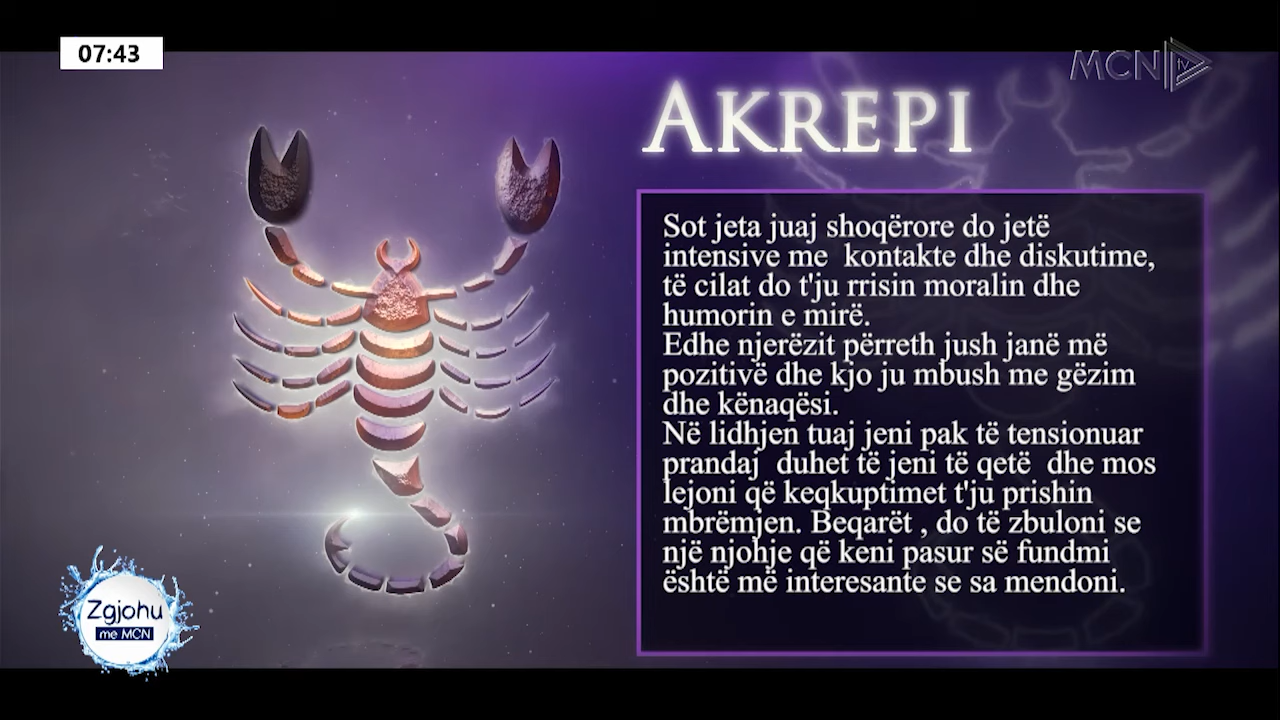 07:43
MCN tv
AKREPI
Sot jeta juaj shoqërore do jetë
intensive me  kontakte dhe diskutime,
të cilat do t'ju rrisin moralin dhe
humorin e mirë.
Edhe njerëzit përreth jush janë më
pozitivë dhe kjo ju mbush me gëzim
dhe kënaqësi.
Në lidhjen tuaj jeni pak të tensionuar
prandaj  duhet të jeni të qetë  dhe mos
lejoni që keqkuptimet t'ju prishin
mbrëmjen. Beqarët , do të zbuloni se
një njohje që keni pasur së fundmi
është më interesante se sa mendoni.
Zgjohu
me MCN